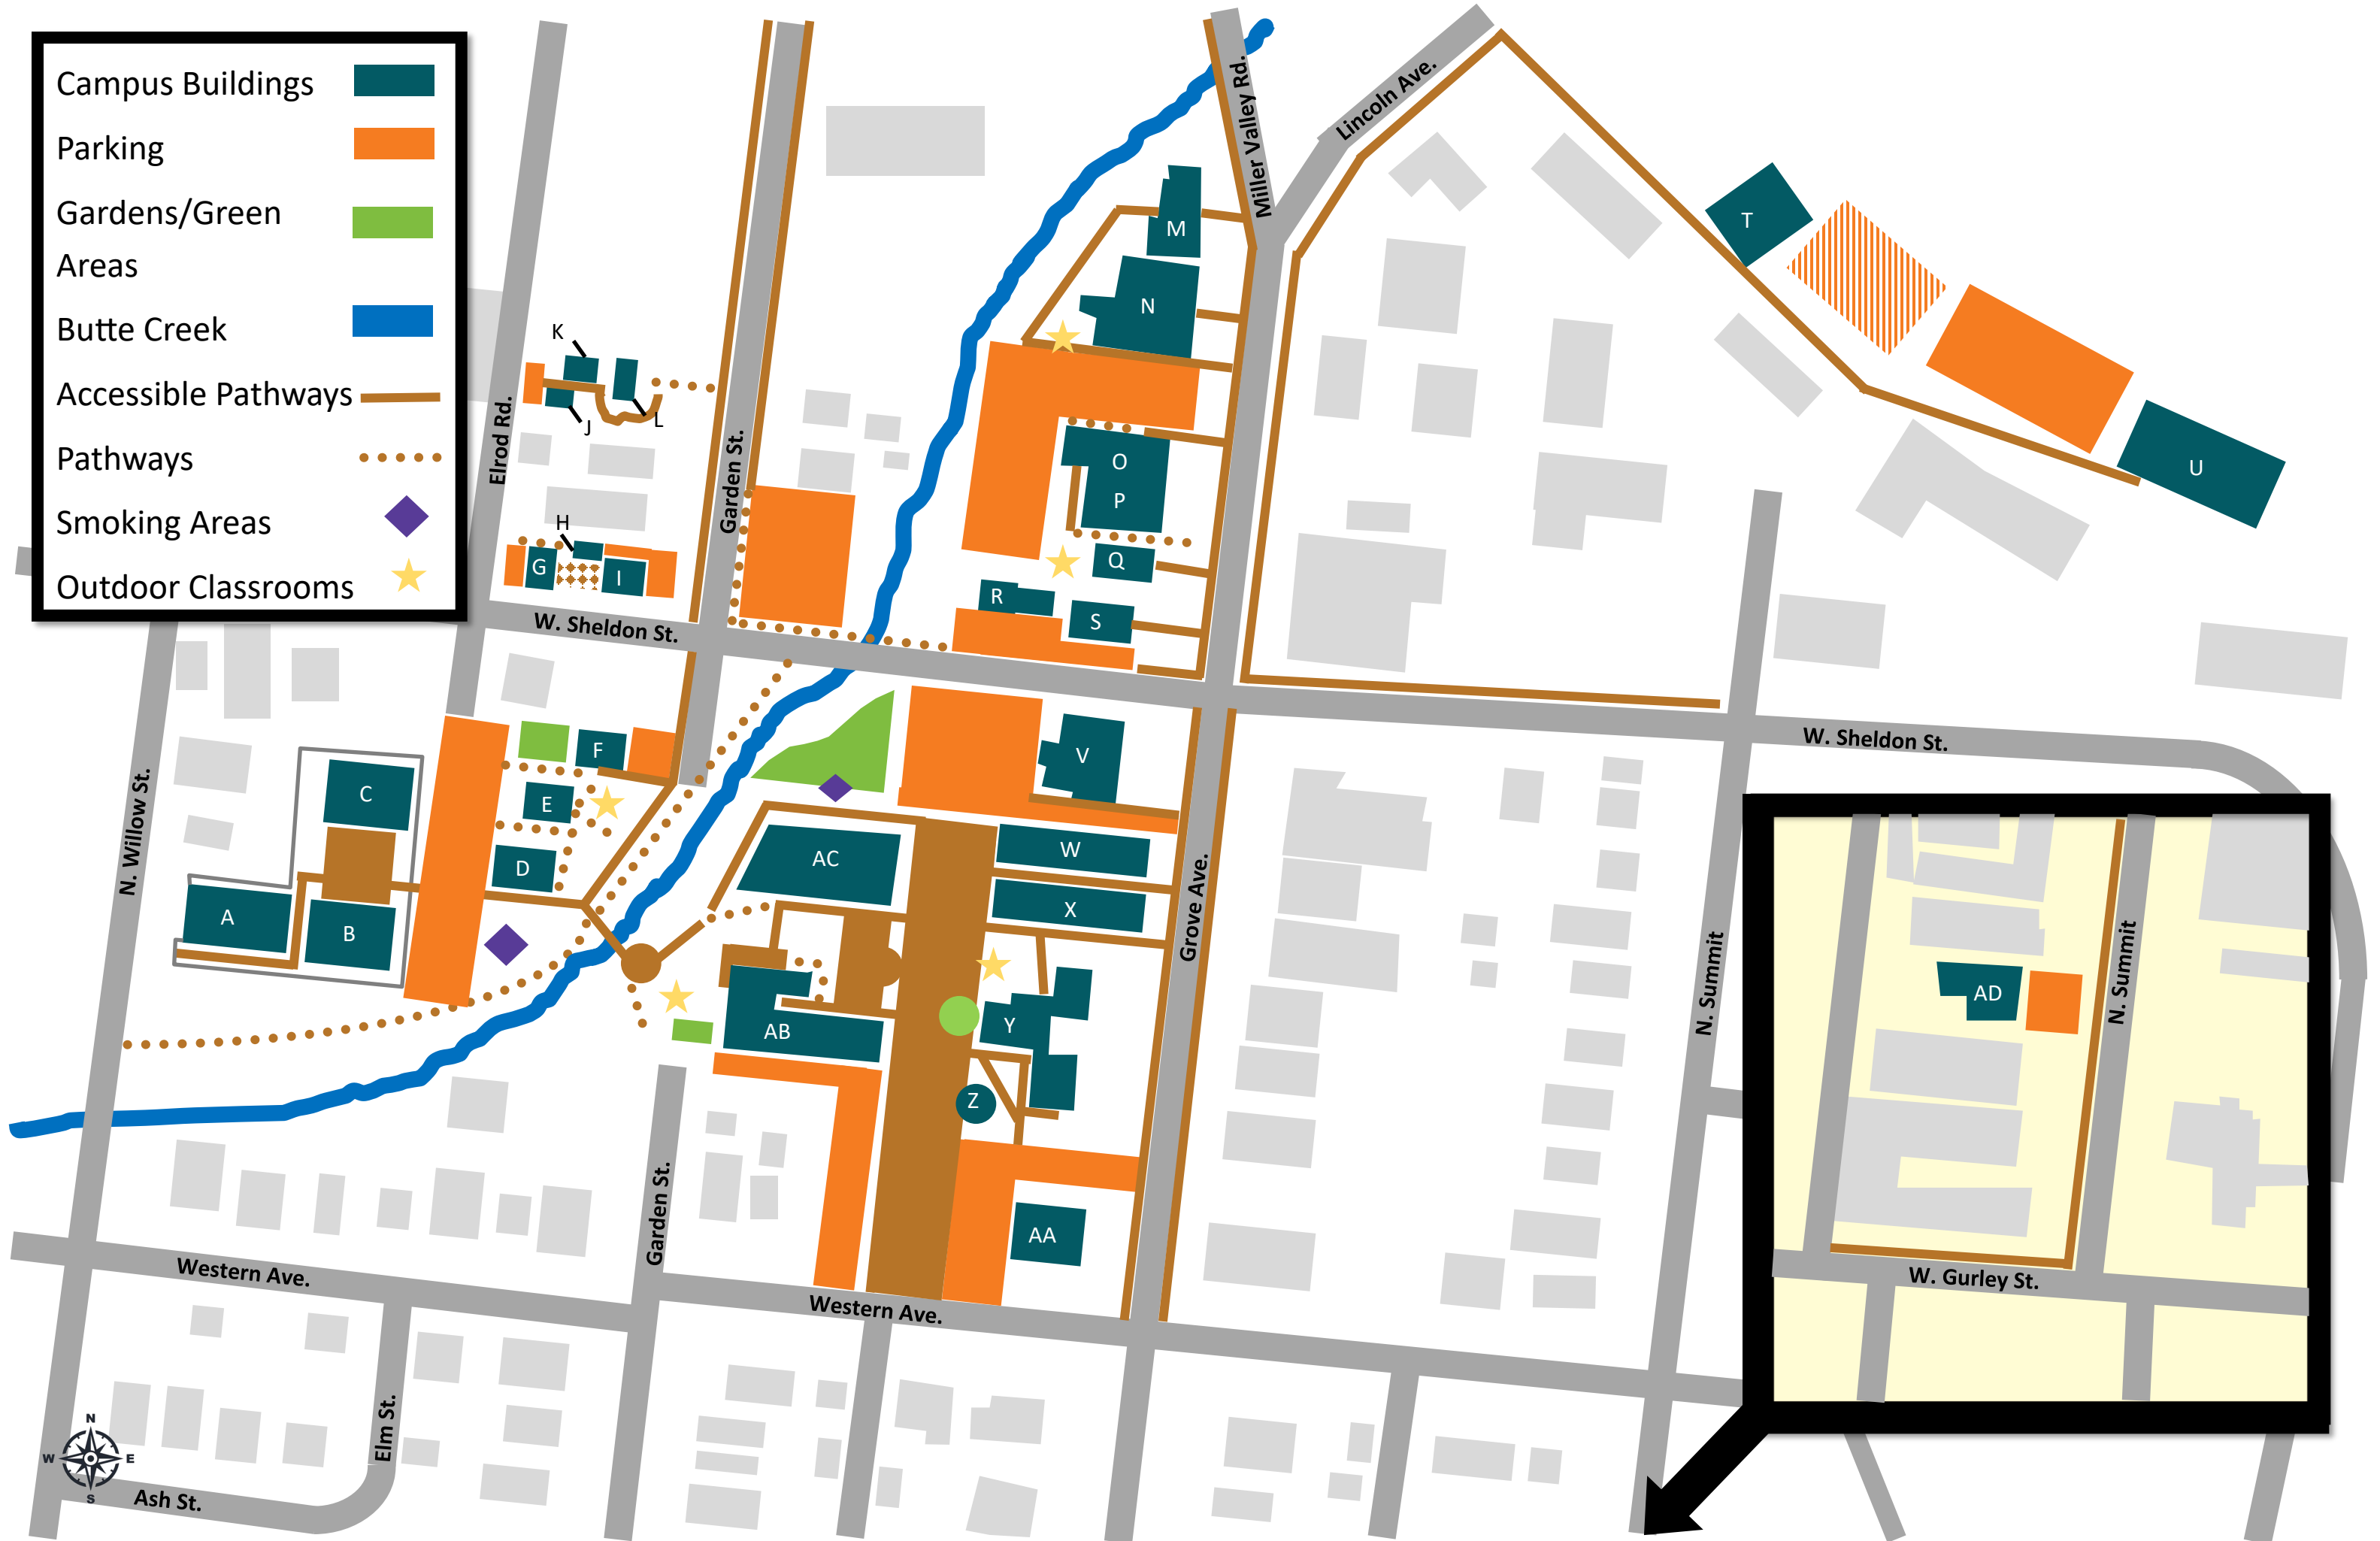 Campus Buildings
Parking
Gardens/Green
Areas
Butte Creek
Accessible Pathways
Pathways
Smoking Areas
Outdoor Classrooms
Miller Valley Rd.
Lincoln Ave.
M
T
N
K
J
L
Elrod Rd.
Garden St.
O
P
U
H
G
I
Q
R
S
W. Sheldon St.
W. Sheldon St.
N. Willow St.
C
F
E
D
A
B
V
AC
W
X
Grove Ave.
AB
Y
Z
AA
N. Summit
AD
N. Summit
W. Gurley St.
Garden St.
Western Ave.
Western Ave.
Elm St.
Ash St.
N
W
E
S